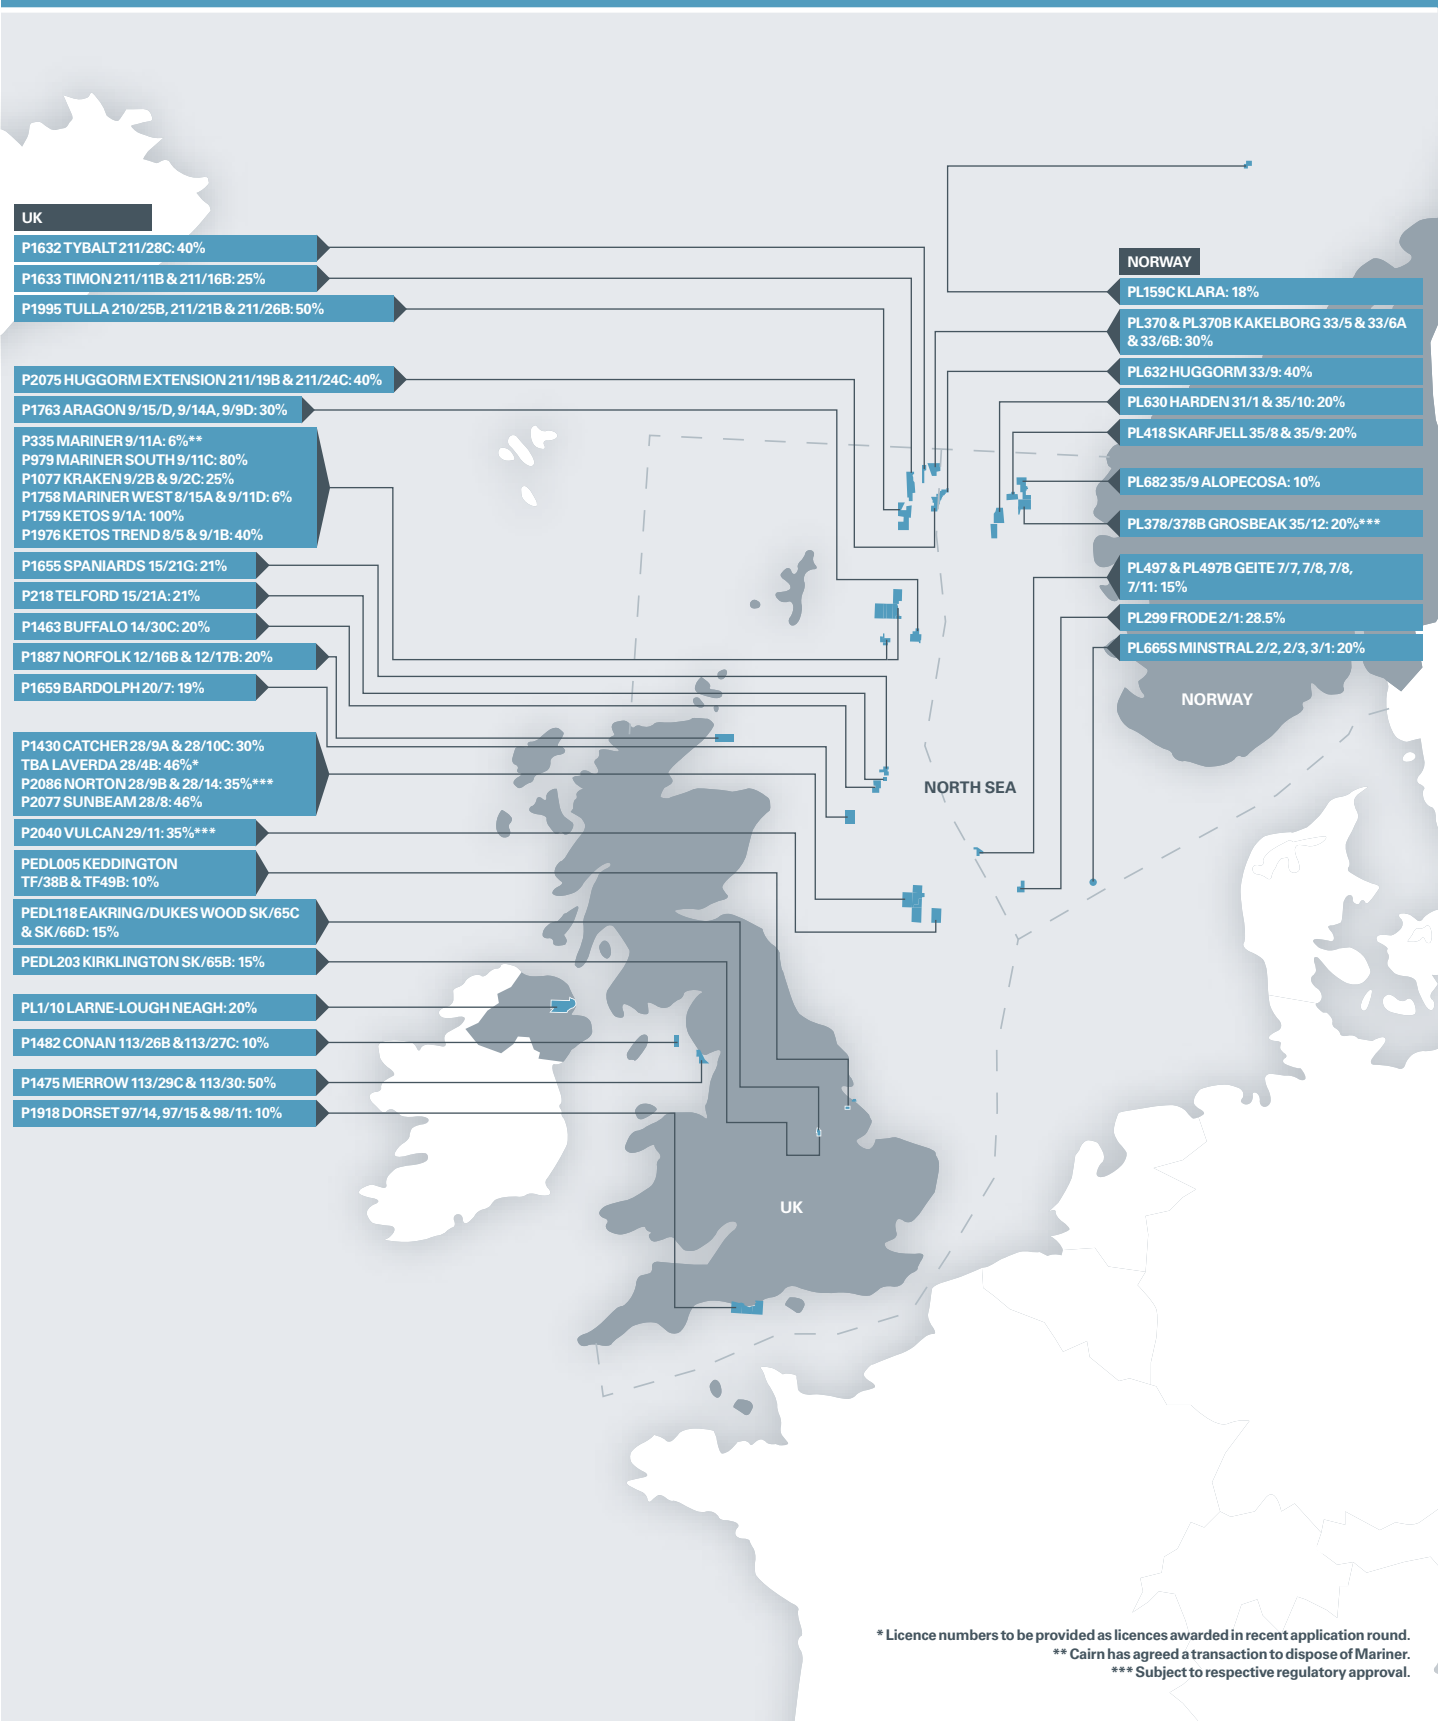 UK
P1632 TYBALT 211/28C: 40%
P1633 TIMON 211/11B & 211/16B: 25%
P1995 TULLA 210/25B, 211/21B & 211/26B: 50%
P2075 HUGGORM EXTENSION 211/19B & 211/24C: 40%
P1763 ARAGON 9/15/D, 9/14A, 9/9D: 30%
P335 MARINER 9/11A: 6%**
P979 MARINER SOUTH 9/11C: 80%
P1077 KRAKEN 9/2B & 9/2C: 25%
P1758 MARINER WEST 8/15A & 9/11D: 6%
P1759 KETOS 9/1A: 100%
P1976 KETOS TREND 8/5 & 9/1B: 40%
P1655 SPANIARDS 15/21G: 21%
P218 TELFORD 15/21A: 21%
P1463 BUFFALO 14/30C: 20%
P1887 NORFOLK 12/16B & 12/17B: 20%
P1659 BARDOLPH 20/7: 19%
P1430 CATCHER 28/9A & 28/10C: 30%
TBA LAVERDA 28/4B: 46%*
P2086 NORTON 28/9B & 28/14: 35%***
P2077 SUNBEAM 28/8: 46%
P2040 VULCAN 29/11: 35%***
PEDL005 KEDDINGTON
TF/38B & TF49B: 10%
PEDL118 EAKRING/DUKES WOOD SK/65C
& SK/66D: 15%
PEDL203 KIRKLINGTON SK/65B: 15%
PL1/10 LARNE-LOUGH NEAGH: 20%
P1482 CONAN 113/26B &113/27C: 10%
P1475 MERROW 113/29C & 113/30: 50%
P1918 DORSET 97/14, 97/15 & 98/11: 10%
NORWAY
PL159C KLARA: 18%
PL370 & PL370B KAKELBORG 33/5 & 33/6A
& 33/6B: 30%
PL632 HUGGORM 33/9: 40%
PL630 HARDEN 31/1 & 35/10: 20%
PL418 SKARFJELL 35/8 & 35/9: 20%
PL682 35/9 ALOPECOSA: 10%
PL378/378B GROSBEAK 35/12: 20%***
PL497 & PL497B GEITE 7/7, 7/8, 7/8,
7/11: 15%
PL299 FRODE 2/1: 28.5%
PL665S MINSTRAL 2/2, 2/3, 3/1: 20%
NORWAY
NORTH SEA
UK
* Licence numbers to be provided as licences awarded in recent application round.
** Cairn has agreed a transaction to dispose of Mariner.
*** Subject to respective regulatory approval.